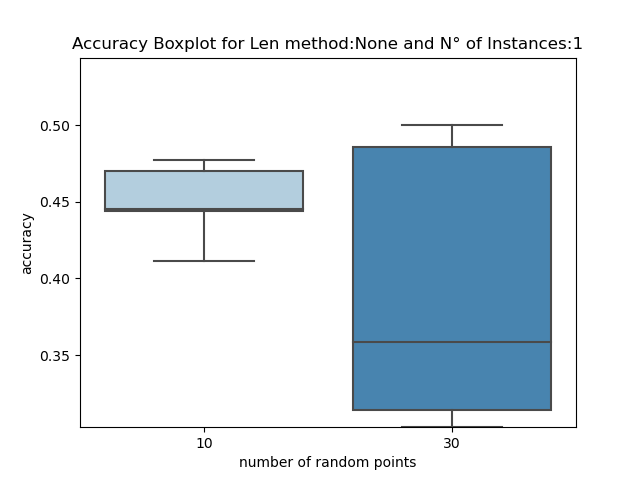 Accuracy Boxplot for Len method:None and N° of Instances:1
0.50
0.45
0.40
0.35
accuracy
10
30
number of random points